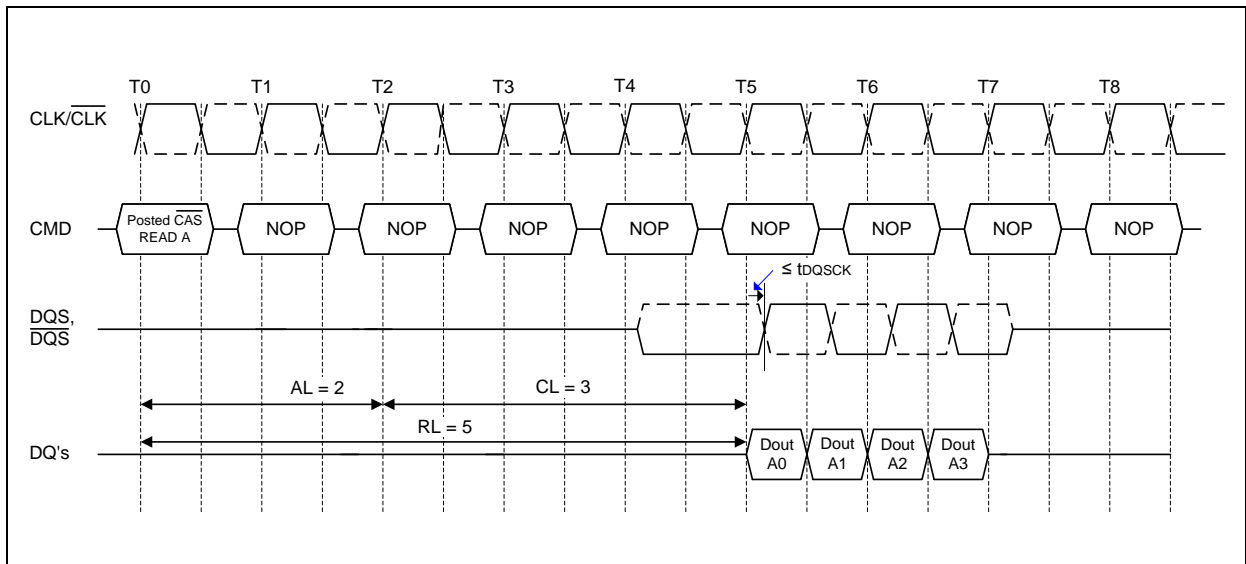 T0 T1 T2 T3 T4 T5 T6 T7 T8
CLK/CLK
CMD
Posted CAS
READ A
NOP NOP NOP NOP NOP NOP NOP NOP
≤ tDQSCK
DQS,
DQS
AL = 2 CL = 3
RL = 5
DQ's
Dout Dout Dout Dout
A0 A1 A2 A3